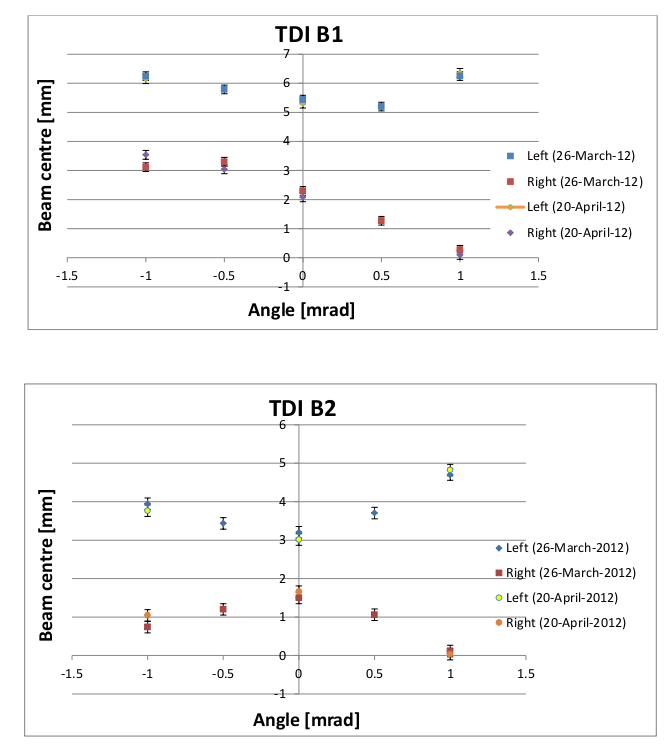 TDI B1
7
6
5
4
3
2
1
0
-1
-1.5 -1 -0.5 0 0.5 1 1.5
Beam centre [mm]
Angle [mrad]
Left (26-March-12)
Right (26-March-12)
Left (20-April-12)
Right (20-April-12)
TDI B2
6
5
4
3
2
1
0
-1
-1.5 -1 -0.5 0 0.5 1 1.5
Beam centre [mm]
Angle [mrad]
Left (26-March-2012)
Right (26-March-2012)
Left (20-April-2012)
Right (20-April-2012)